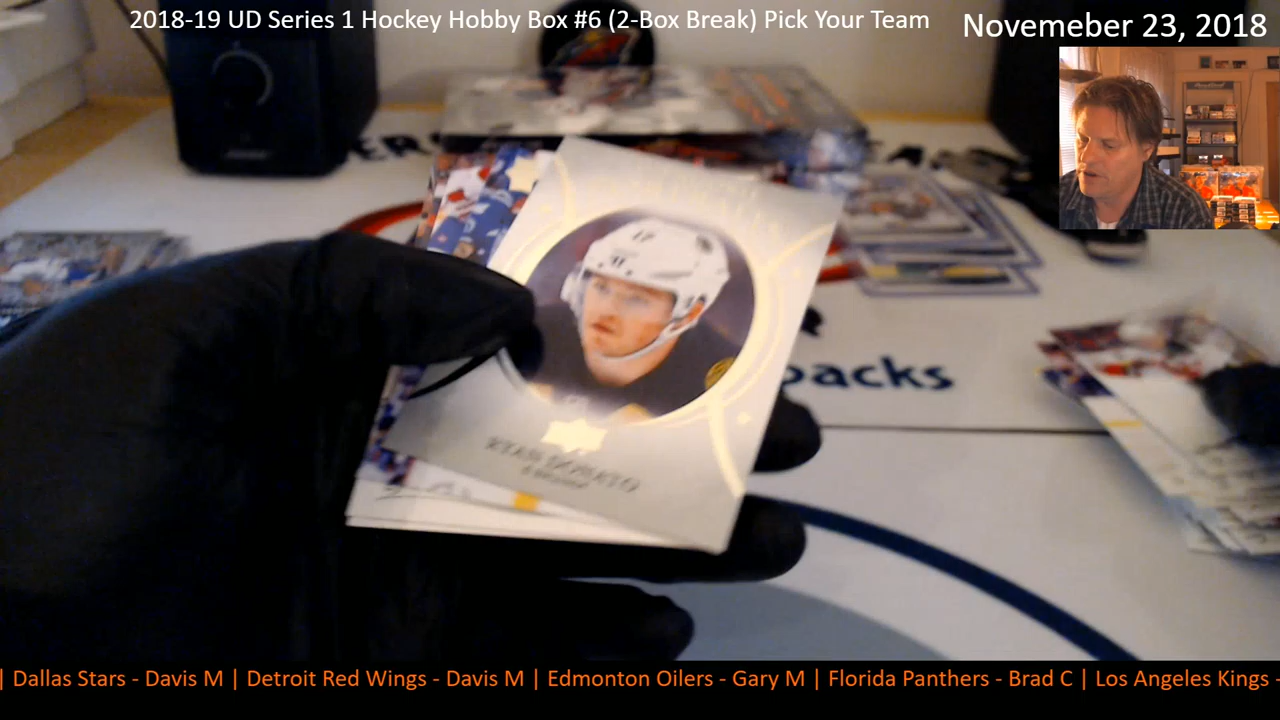 2018-19 UD Series 1 Hockey Hobby Box #6 (2-Box Break) Pick Your Team
Novemeber 23, 2018
packs
17
RYAN DONATO
| Dallas Stars - Davis M | Detroit Red Wings - Davis M | Edmonton Oilers - Gary M | Florida Panthers - Brad C | Los Angeles Kings -